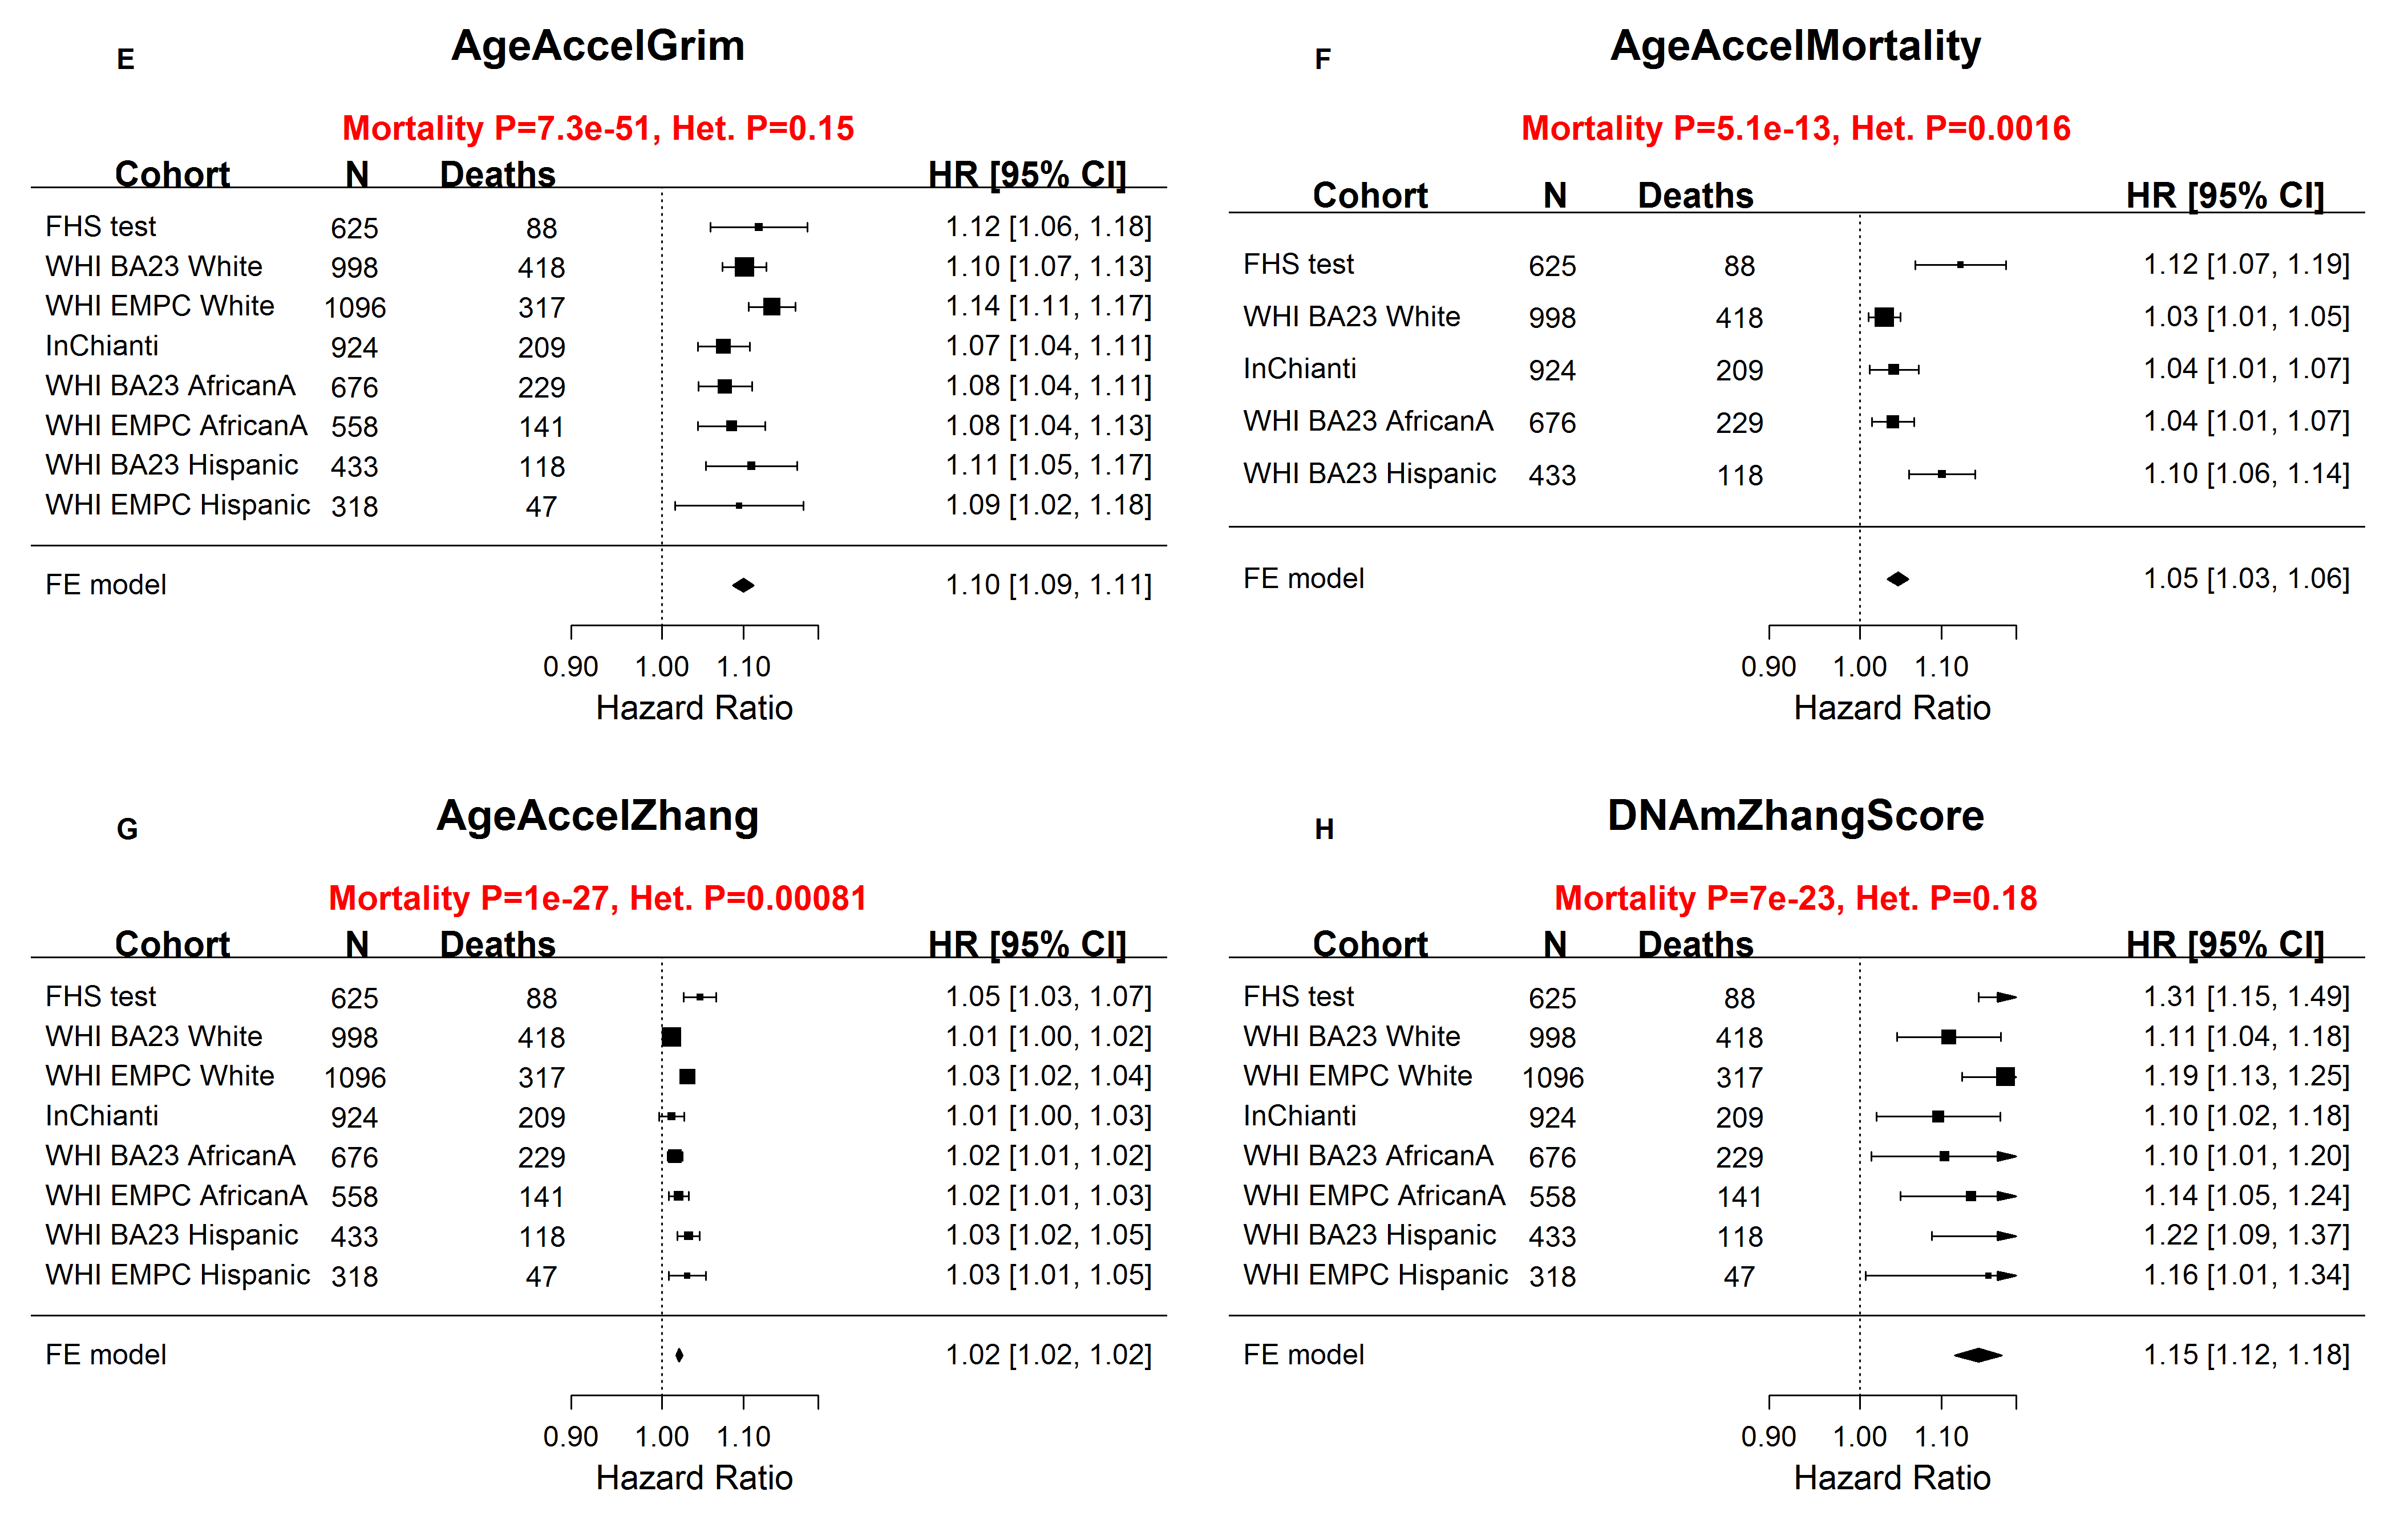 E
AgeAccelGrim
Mortality P=7.3e-51, Het. P=0.15
Cohort N Deaths HR [95% CI]
FHS test 625 88 1.12 [1.06, 1.18]
WHI BA23 White 998 418 1.10 [1.07, 1.13]
WHI EMPC White 1096 317 1.14 [1.11, 1.17]
InChianti 924 209 1.07 [1.04, 1.11]
WHI BA23 AfricanA 676 229 1.08 [1.04, 1.11]
WHI EMPC AfricanA 558 141 1.08 [1.04, 1.13]
WHI BA23 Hispanic 433 118 1.11 [1.05, 1.17]
WHI EMPC Hispanic 318 47 1.09 [1.02, 1.18]
FE model 1.10 [1.09, 1.11]
0.90 1.00 1.10
Hazard Ratio
F
AgeAccelMortality
Mortality P=5.1e-13, Het. P=0.0016
Cohort N Deaths HR [95% CI]
FHS test 625 88 1.12 [1.07, 1.19]
WHI BA23 White 998 418 1.03 [1.01, 1.05]
InChianti 924 209 1.04 [1.01, 1.07]
WHI BA23 AfricanA 676 229 1.04 [1.01, 1.07]
WHI BA23 Hispanic 433 118 1.10 [1.06, 1.14]
FE model 1.05 [1.03, 1.06]
0.90 1.00 1.10
Hazard Ratio
G
AgeAccelZhang
Mortality P=1e-27, Het. P=0.00081
Cohort N Deaths HR [95% CI]
FHS test 625 88 1.05 [1.03, 1.07]
WHI BA23 White 998 418 1.01 [1.00, 1.02]
WHI EMPC White 1096 317 1.03 [1.02, 1.04]
InChianti 924 209 1.01 [1.00, 1.03]
WHI BA23 AfricanA 676 229 1.02 [1.01, 1.02]
WHI EMPC AfricanA 558 141 1.02 [1.01, 1.03]
WHI BA23 Hispanic 433 118 1.03 [1.02, 1.05]
WHI EMPC Hispanic 318 47 1.03 [1.01, 1.05]
FE model 1.02 [1.02, 1.02]
0.90 1.00 1.10
Hazard Ratio
H
DNAmZhangScore
Mortality P=7e-23, Het. P=0.18
Cohort N Deaths HR [95% CI]
FHS test 625 88 1.31 [1.15, 1.49]
WHI BA23 White 998 418 1.11 [1.04, 1.18]
WHI EMPC White 1096 317 1.19 [1.13, 1.25]
InChianti 924 209 1.10 [1.02, 1.18]
WHI BA23 AfricanA 676 229 1.10 [1.01, 1.20]
WHI EMPC AfricanA 558 141 1.14 [1.05, 1.24]
WHI BA23 Hispanic 433 118 1.22 [1.09, 1.37]
WHI EMPC Hispanic 318 47 1.16 [1.01, 1.34]
FE model 1.15 [1.12, 1.18]
0.90 1.00 1.10
Hazard Ratio